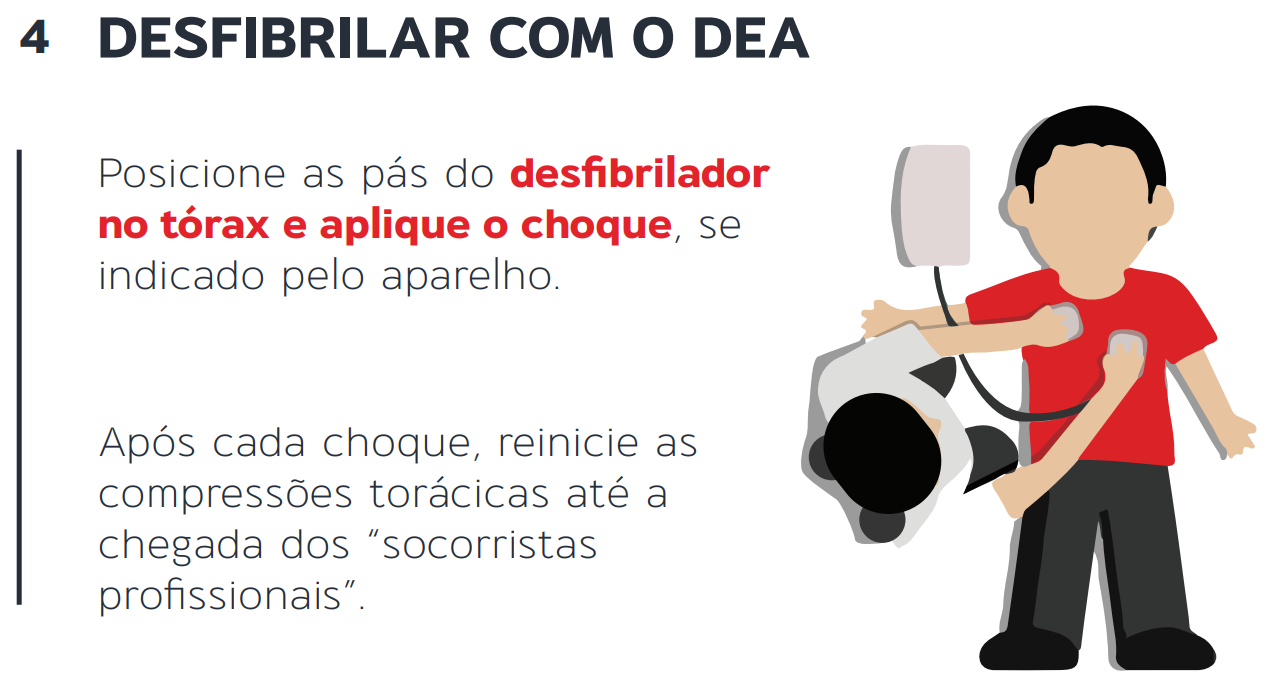 4 DESFIBRILAR COM O DEA
Posicione as pás do desfibrilador
no tórax e aplique o choque, se
indicado pelo aparelho.
Após cada choque, reinicie as
compressões torácicas até a
chegada dos “socorristas
profissionais”.